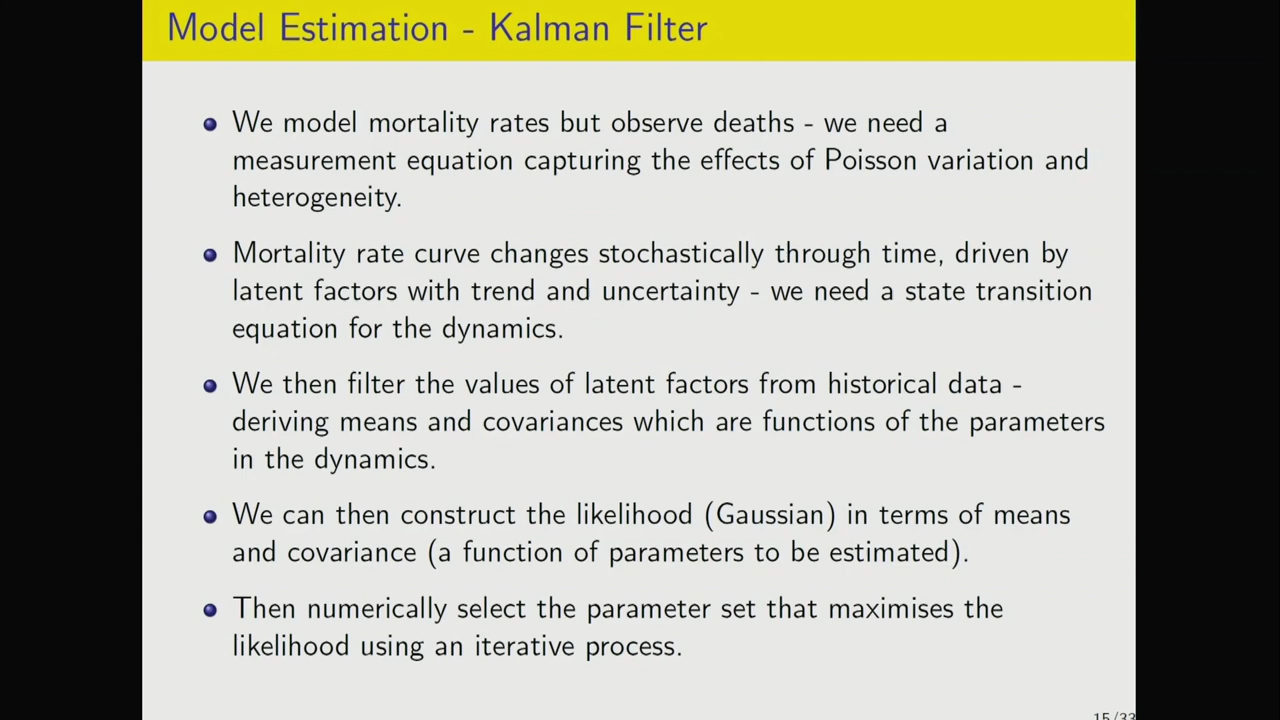 Model Estimation - Kalman Filter
We model mortality rates but observe deaths - we need a
measurement equation capturing the effects of Poisson variation and
heterogeneity.
Mortality rate curve changes stochastically through time, driven by
latent factors with trend and uncertainty - we need a state transition
equation for the dynamics.
We then filter the values of latent factors from historical data -
deriving means and covariances which are functions of the parameters
in the dynamics.
We can then construct the likelihood (Gaussian) in terms of means
and covariance (a function of parameters to be estimated).
Then numerically select the parameter set that maximises the
likelihood using an iterative process.
15/33